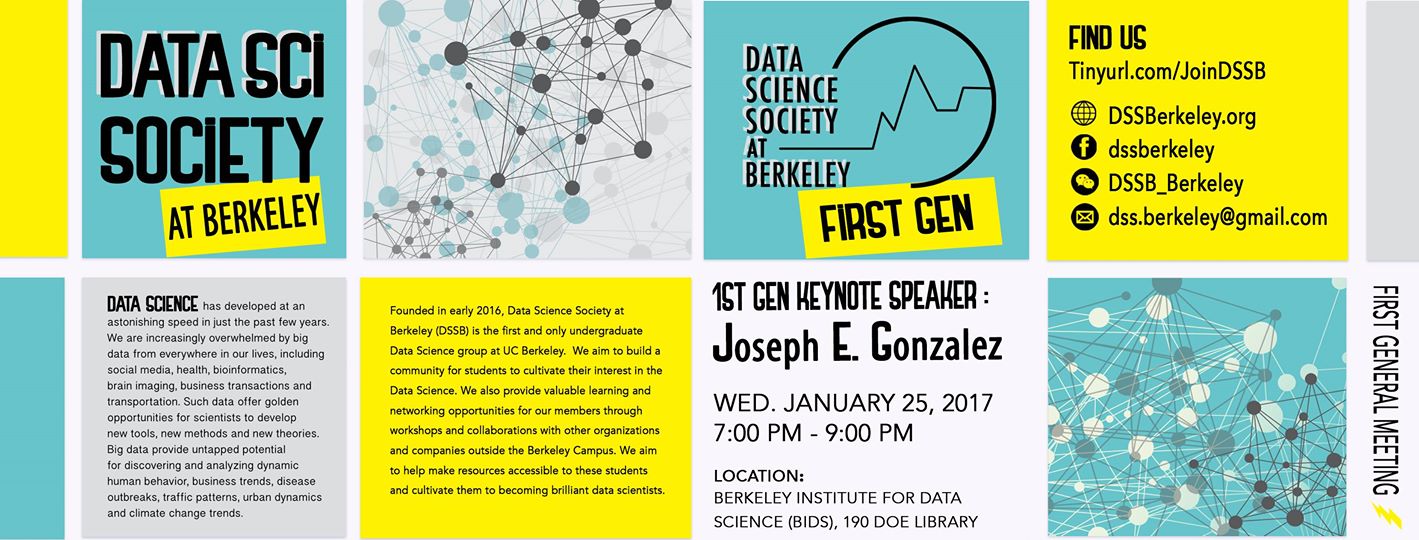 DATA SCi
SOCiETY
AT BERKELEY
DATA
SCIENCE
SOCIETY
AT
BERKELEY
FiRST GEN
FIND US
Tinyurl.com/JoinDSSB
DSSBerkeley.org
dssberkeley
DSSB_Berkeley
dss.berkeley@gmail.com
DATA SCIENCE has developed at an
astonishing speed in just the past few years.
We are increasingly overwhelmed by big
data from everywhere in our lives, including
social media, health, bioinformatics,
brain imaging, business transactions and
transportation. Such data offer golden
opportunities for scientists to develop
new tools, new methods and new theories.
Big data provide untapped potential
for discovering and analyzing dynamic
human behavior, business trends, disease
outbreaks, traffic patterns, urban dynamics
and climate change trends.
Founded in early 2016, Data Science Society at
Berkeley (DSSB) is the first and only undergraduate
Data Science group at UC Berkeley. We aim to build a
community for students to cultivate their interest in the
Data Science. We also provide valuable learning and
networking opportunities for our members through
workshops and collaborations with other organizations
and companies outside the Berkeley Campus. We aim
to help make resources accessible to these students
and cultivate them to becoming brilliant data scientists.
1ST GEN KEYNOTE SPEAKER :
Joseph E. Gonzalez
WED. JANUARY 25, 2017
7:00 PM - 9:00 PM
LOCATION:
BERKELEY INSTITUTE FOR DATA
SCIENCE (BIDS), 190 DOE LIBRARY
FIRST GENERAL MEETING